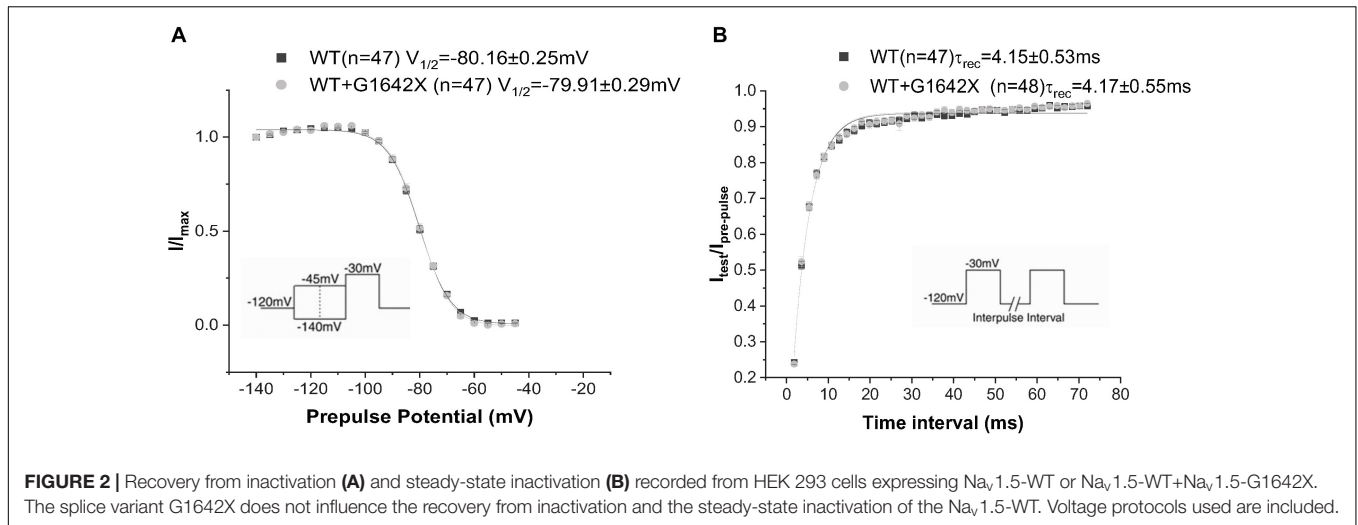 A
WT(n=47) V1/2=-80.16±0.25mV
WT+G1642X (n=47) V1/2=-79.91±0.29mV
1.0
0.5
0.0
I/Imax
-140 -120 -100 -80 -60 -40 -20
Prepulse Potential (mV)
-120mV
-45mV
-30mV
-140mV
B
WT(n=47)τrec=4.15±0.53ms
WT+G1642X (n=48)τrec=4.17±0.55ms
1.0
0.9
0.8
0.7
0.6
0.5
0.4
0.3
0.2
Itest/Ipre-pulse
0 10 20 30 40 50 60 70 80
Time interval (ms)
-30mV
-120mV
Interpulse Interval
FIGURE 2 | Recovery from inactivation (A) and steady-state inactivation (B) recorded from HEK 293 cells expressing Nav1.5-WT or Nav1.5-WT+Nav1.5-G1642X.
The splice variant G1642X does not influence the recovery from inactivation and the steady-state inactivation of the Nav1.5-WT. Voltage protocols used are included.